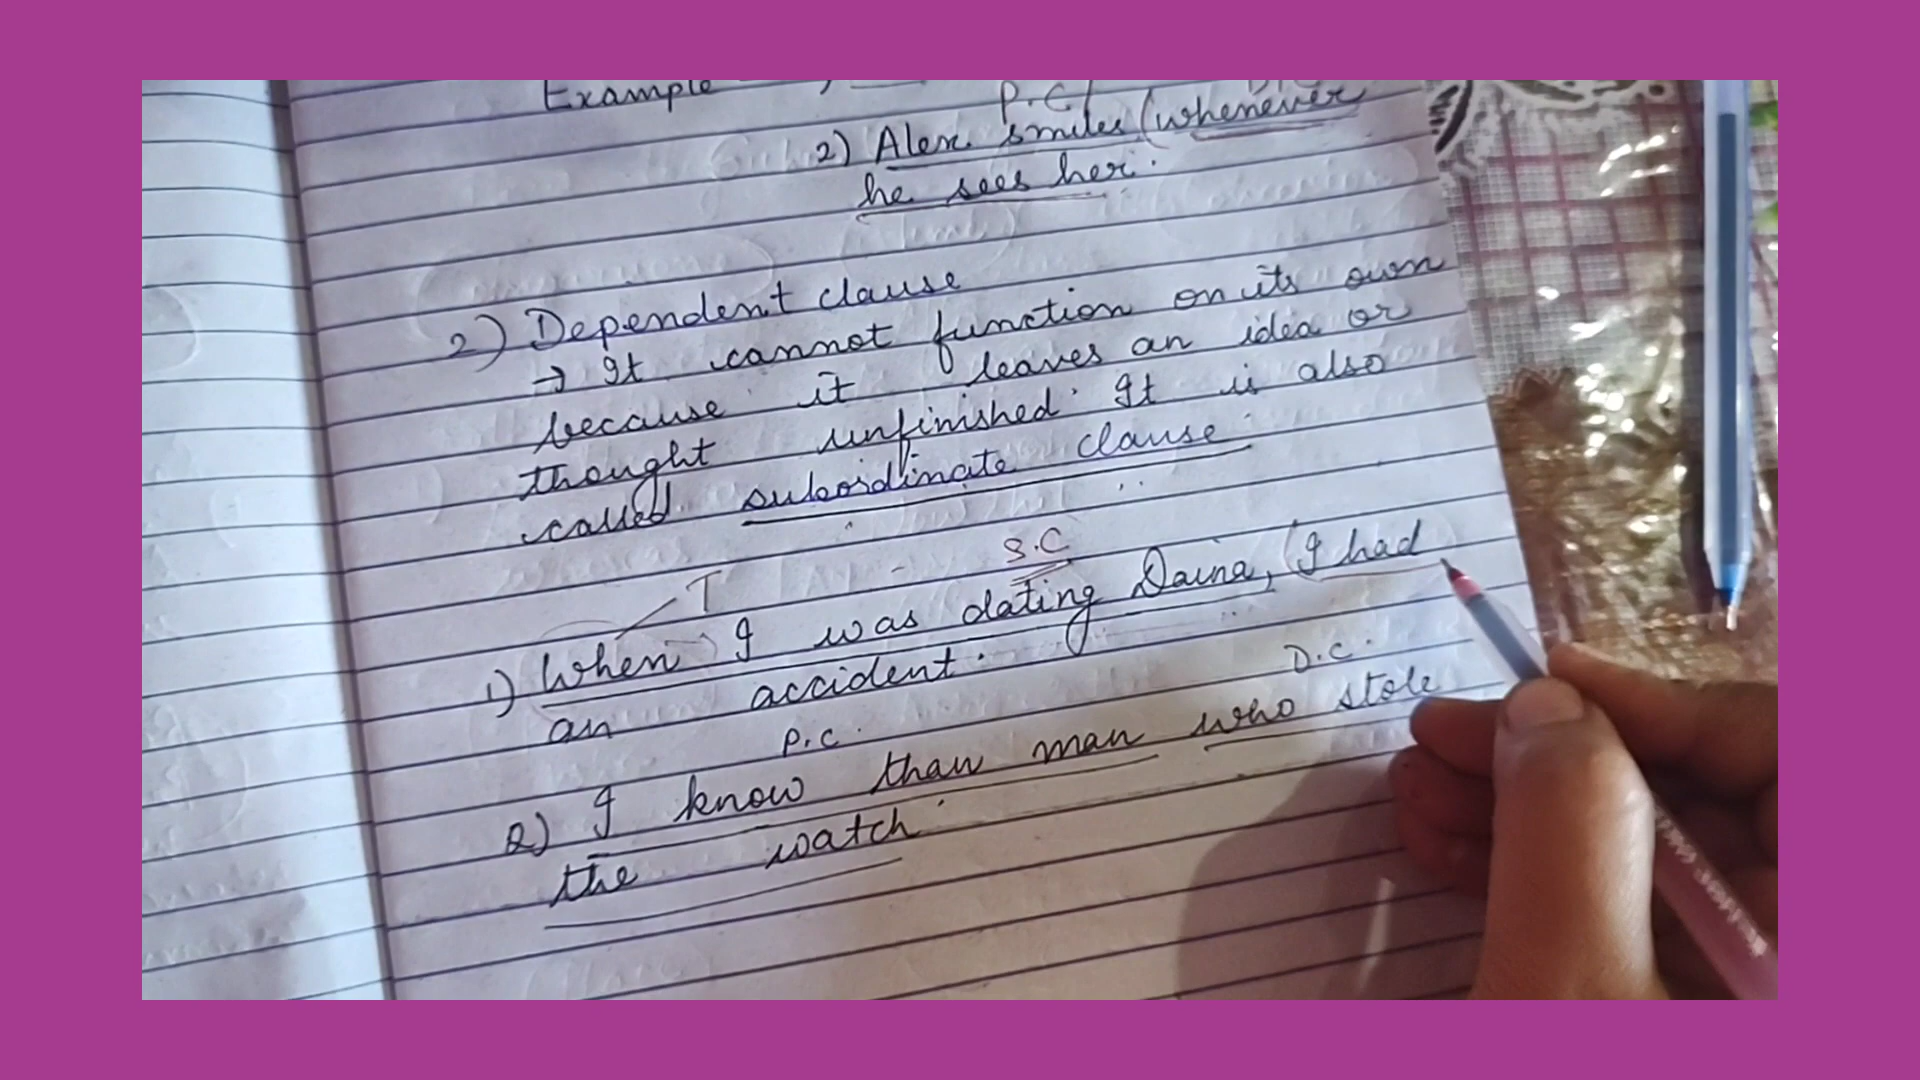 Example
P.C
2) Alex smiles (whenever
he sees her.
2) Dependent clause
→ It cannot function on its own
because it leaves an idea or
thought unfinished. It is also
called subordinate clause
T S.C
1) When I was dating Daina, (I had
an accident.
P.C. D.C.
2) I know than man who stole
the watch.